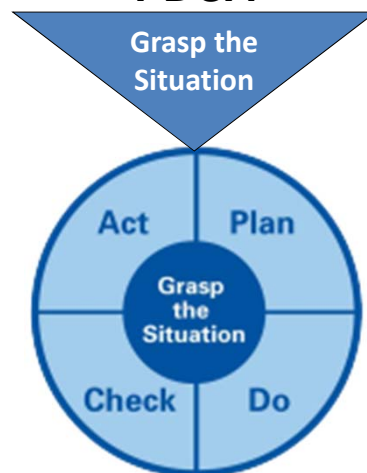 Grasp the
Situation
Act
Plan
Grasp
the
Situation
Check
Do